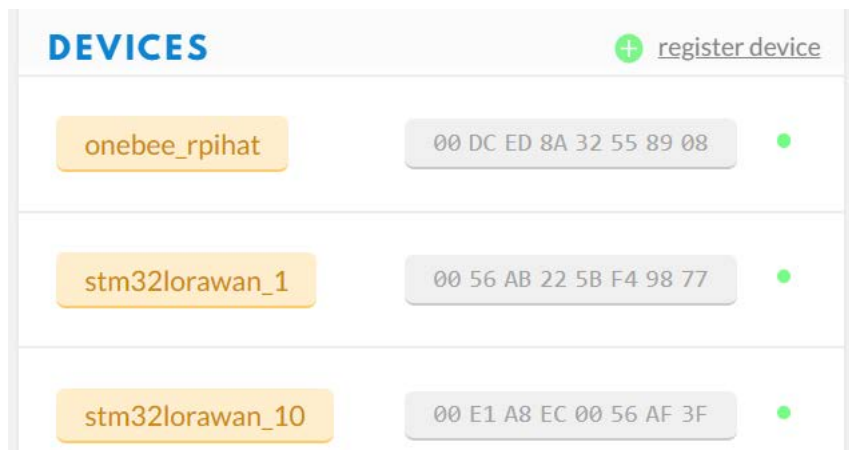 DEVICES register device
onebee_rpihat 00 DC ED 8A 32 55 89 08
stm32lorawan_1 00 56 AB 22 5B F4 98 77
stm32lorawan_10 00 E1 A8 EC 00 56 AF 3F